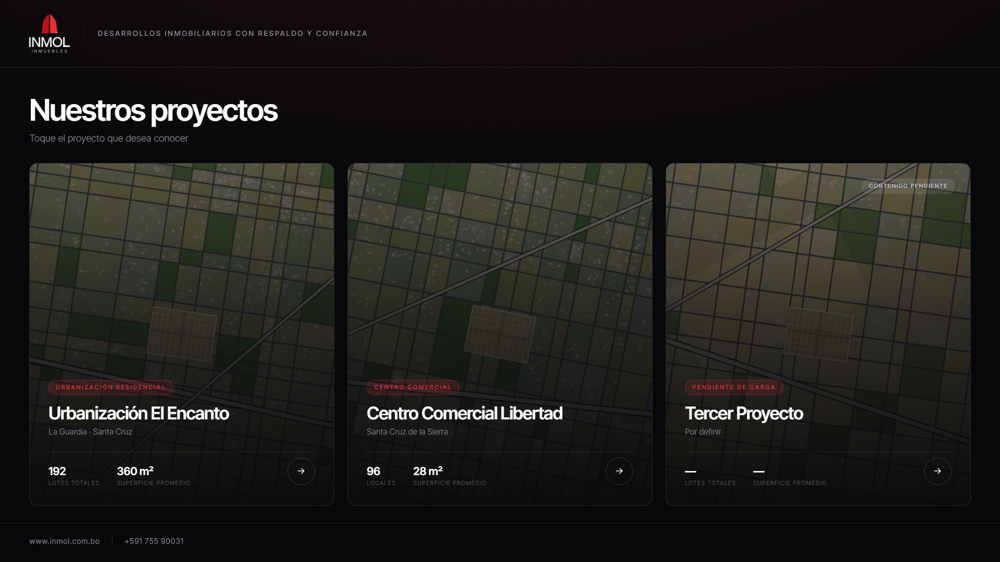 INMOL
INMUEBLES
DESARROLLOS INMOBILIARIOS CON RESPALDO Y CONFIANZA
Nuestros proyectos
Toque el proyecto que desea conocer
URBANIZACIÓN RESIDENCIAL
Urbanización El Encanto
La Guardia · Santa Cruz
192
LOTES TOTALES
360 m²
SUPERFICIE PROMEDIO
→
CENTRO COMERCIAL
Centro Comercial Libertad
Santa Cruz de la Sierra
96
LOCALES
28 m²
SUPERFICIE PROMEDIO
→
CONTENIDO PENDIENTE
PENDIENTE DE CARGA
Tercer Proyecto
Por definir
—
LOTES TOTALES
—
SUPERFICIE PROMEDIO
→
www.inmol.com.bo
+591 755 90031